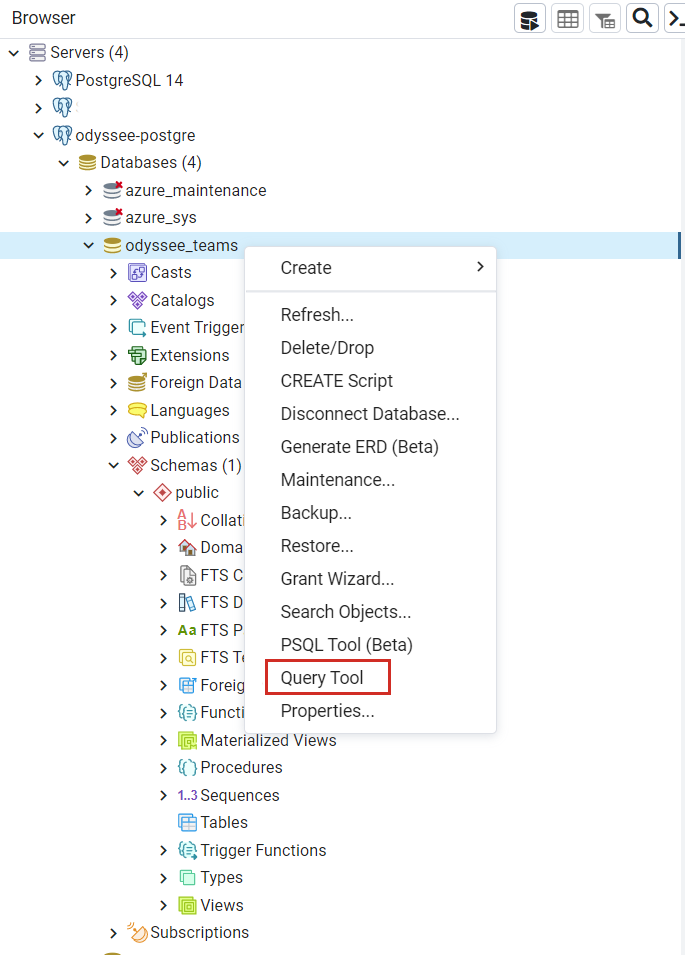 Browser
Servers (4)
PostgreSQL 14
odyssee-postgre
Databases (4)
azure_maintenance
azure_sys
odyssee_teams
Casts
Catalogs
Event Trigger
Extensions
Foreign Data
Languages
Publications
Schemas (1)
public
Collat
Doma
FTS C
FTS D
FTS P
Aa
FTS Te
Foreig
Functi
Materialized Views
Procedures
1..3 Sequences
Tables
Trigger Functions
Types
Views
Subscriptions
Create
Refresh...
Delete/Drop
CREATE Script
Disconnect Database...
Generate ERD (Beta)
Maintenance...
Backup...
Restore...
Grant Wizard...
Search Objects...
PSQL Tool (Beta)
Query Tool
Properties...